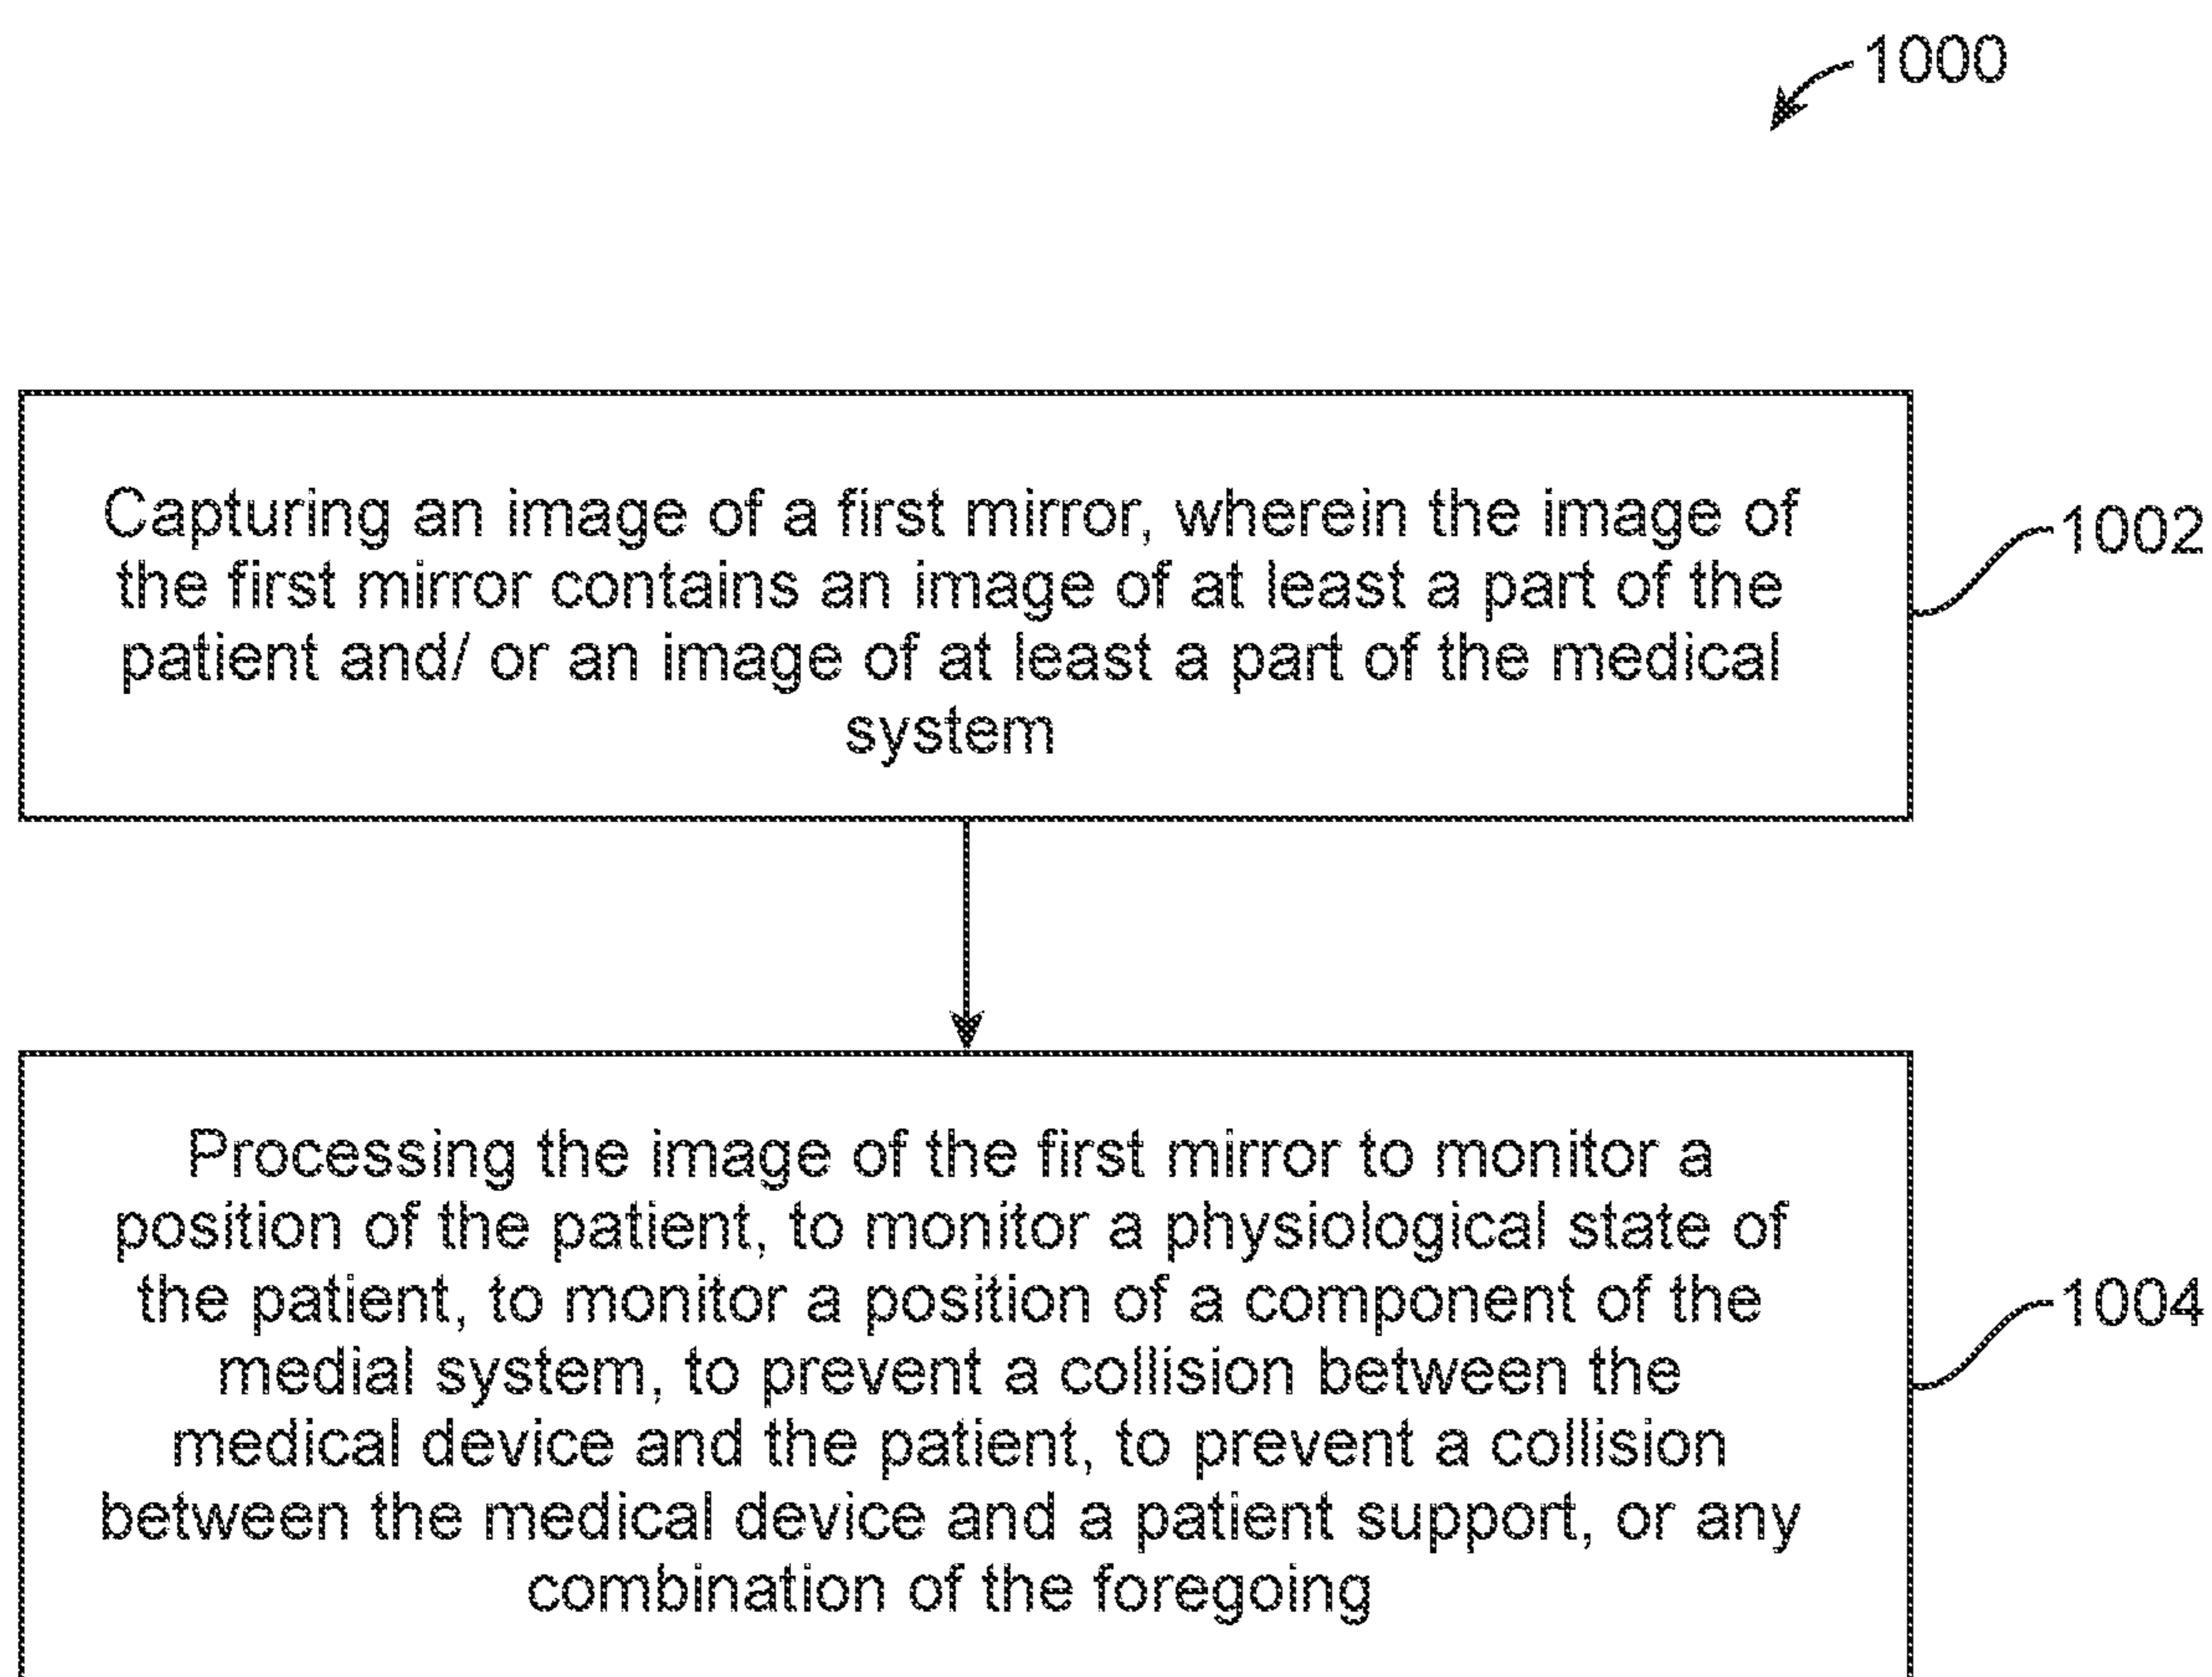 1000
Capturing an image of a first mirror, wherein the image of
the first mirror contains an image of at least a part of the
patient and/ or an image of at least a part of the medical
system
1002
Processing the image of the first mirror to monitor a
position of the patient, to monitor a physiological state of
the patient, to monitor a position of a component of the
medial system, to prevent a collision between the
medical device and the patient, to prevent a collision
between the medical device and a patient support, or any
combination of the foregoing
1004